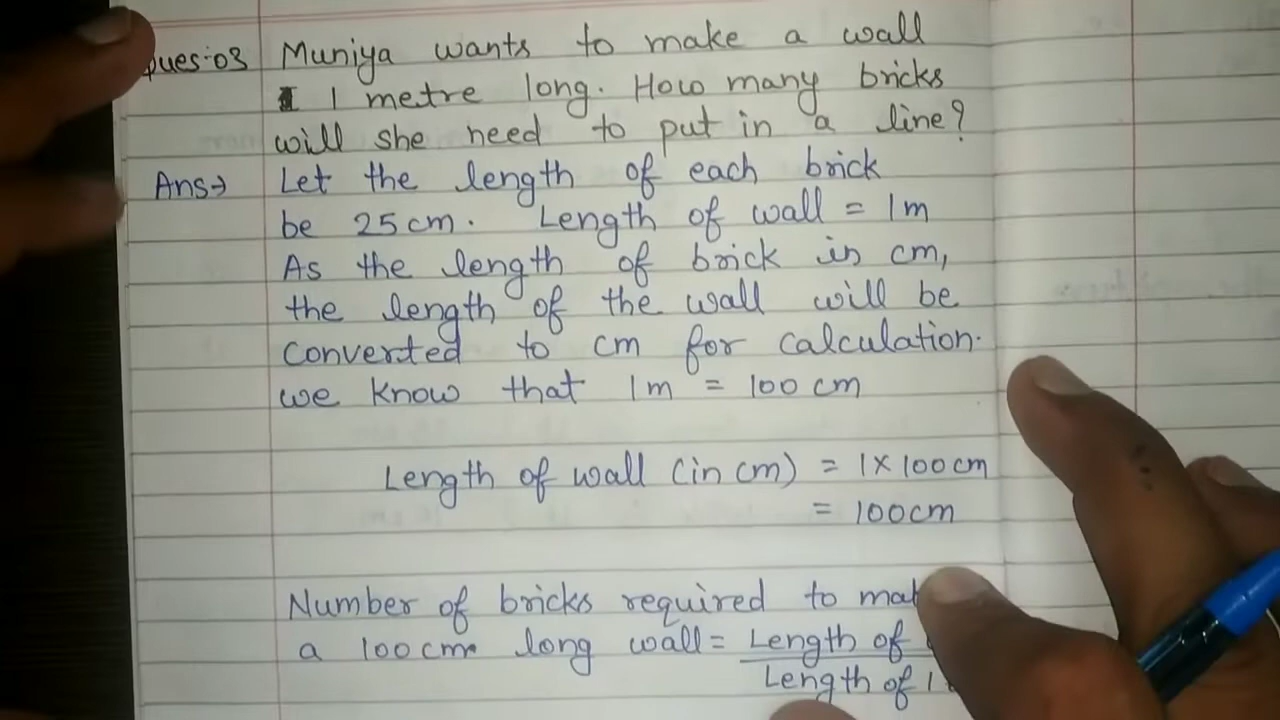 Ques:03 Muniya wants to make a wall
1 metre long. How many bricks
will she need to put in a line?
Ans→ Let the length of each brick
be 25 cm. Length of wall = 1m
As the length of brick is cm,
the length of the wall will be
converted to cm for calculation.
we know that 1m = 100 cm
Length of wall (in cm) = 1 X 100 cm
= 100cm
Number of bricks required to
a 100cm long wall = Length of
Length of 1